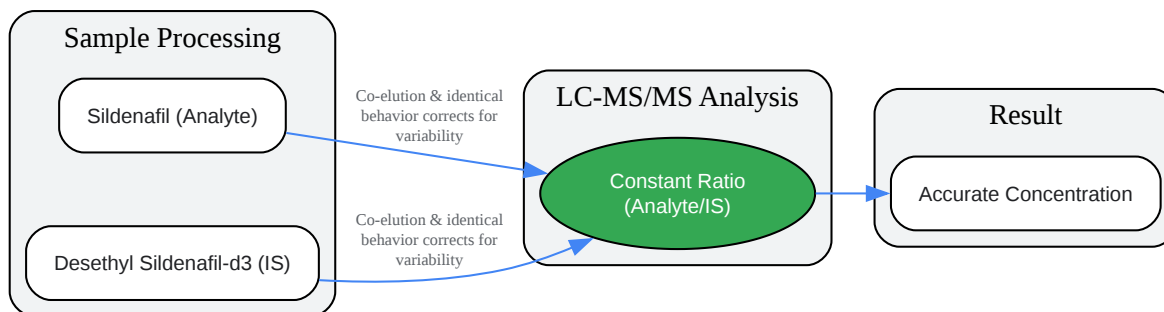 Sample Processing
Sildenafil (Analyte)
Desethyl Sildenafil-d3 (IS)
Co-elution & identical
behavior corrects for
variability
Co-elution & identical
behavior corrects for
variability
LC-MS/MS Analysis
Constant Ratio
(Analyte/IS)
Result
Accurate Concentration